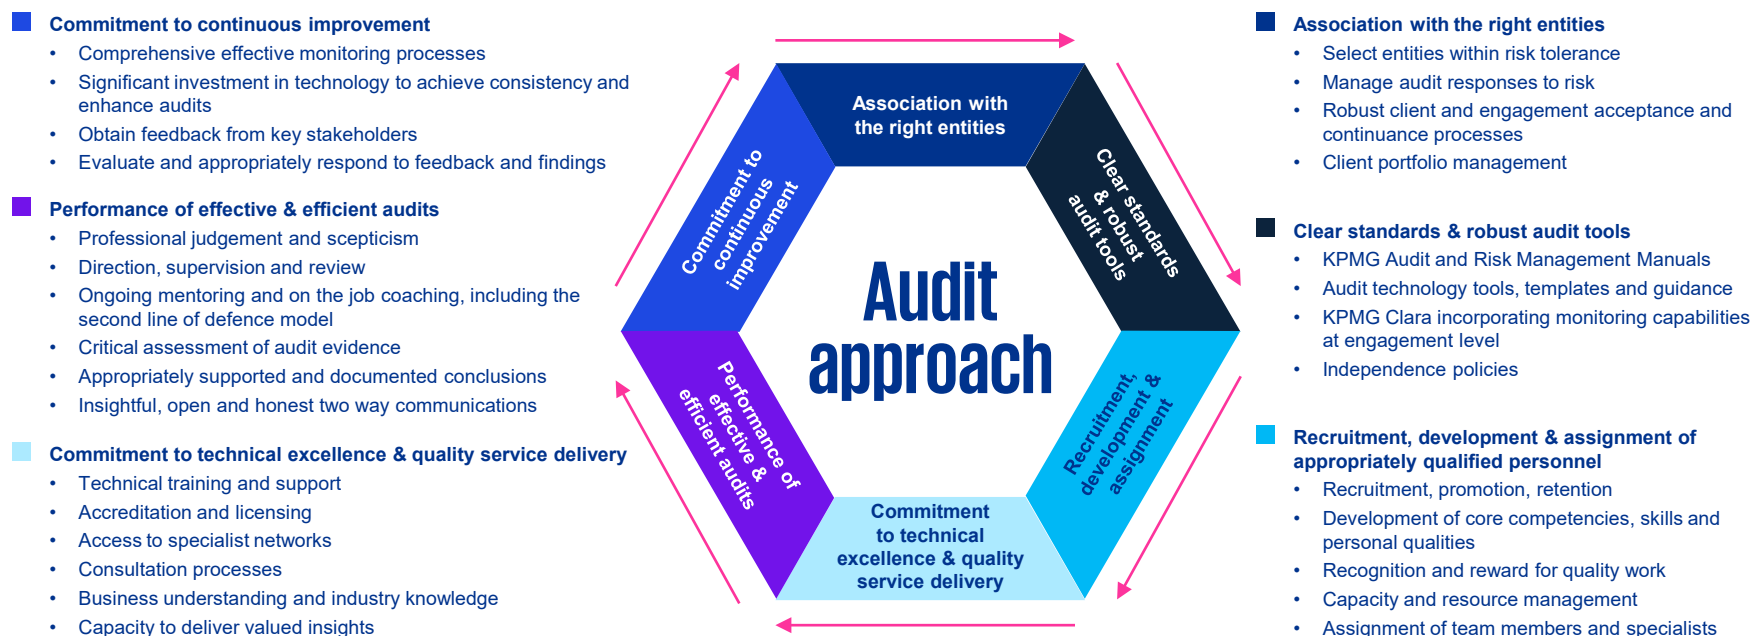 Commitment to continuous improvement
• Comprehensive effective monitoring processes
• Significant investment in technology to achieve consistency and
enhance audits
• Obtain feedback from key stakeholders
• Evaluate and appropriately respond to feedback and findings
Performance of effective & efficient audits
• Professional judgement and scepticism
• Direction, supervision and review
• Ongoing mentoring and on the job coaching, including the
second line of defence model
• Critical assessment of audit evidence
• Appropriately supported and documented conclusions
• Insightful, open and honest two way communications
Commitment to technical excellence & quality service delivery
• Technical training and support
• Accreditation and licensing
• Access to specialist networks
• Consultation processes
• Business understanding and industry knowledge
• Capacity to deliver valued insights
Association with
the right entities
Clear standards
& robust
audit tools
Recruitment,
development &
assignment
Commitment
to technical
excellence & quality
service delivery
Performance of
effective &
efficient audits
Commitment to
continuous
improvement
Audit
approach
Association with the right entities
• Select entities within risk tolerance
• Manage audit responses to risk
• Robust client and engagement acceptance and
continuance processes
• Client portfolio management
Clear standards & robust audit tools
• KPMG Audit and Risk Management Manuals
• Audit technology tools, templates and guidance
• KPMG Clara incorporating monitoring capabilities
at engagement level
• Independence policies
Recruitment, development & assignment of
appropriately qualified personnel
• Recruitment, promotion, retention
• Development of core competencies, skills and
personal qualities
• Recognition and reward for quality work
• Capacity and resource management
• Assignment of team members and specialists